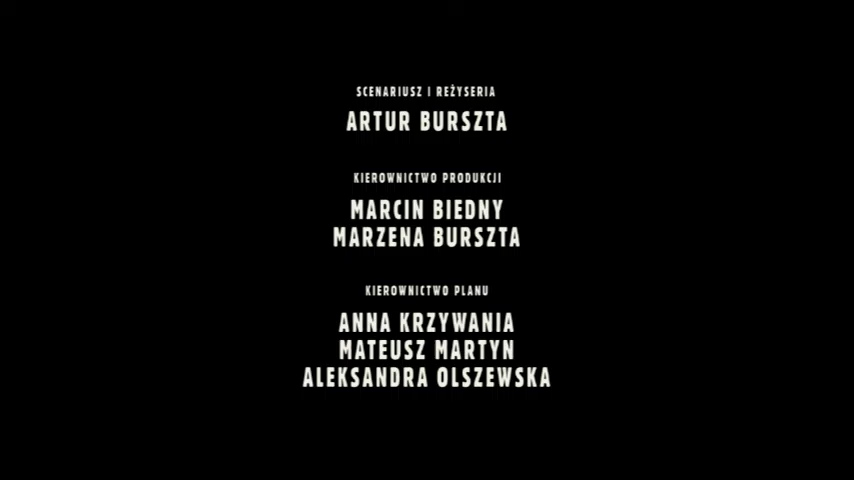 SCENARIUSZ I REŻYSERIA
ARTUR BURSZTA
KIEROWNICTWO PRODUKCJI
MARCIN BIEDNY
MARZENA BURSZTA
KIEROWNICTWO PLANU
ANNA KRZYWANIA
MATEUSZ MARTYN
ALEKSANDRA OLSZEWSKA